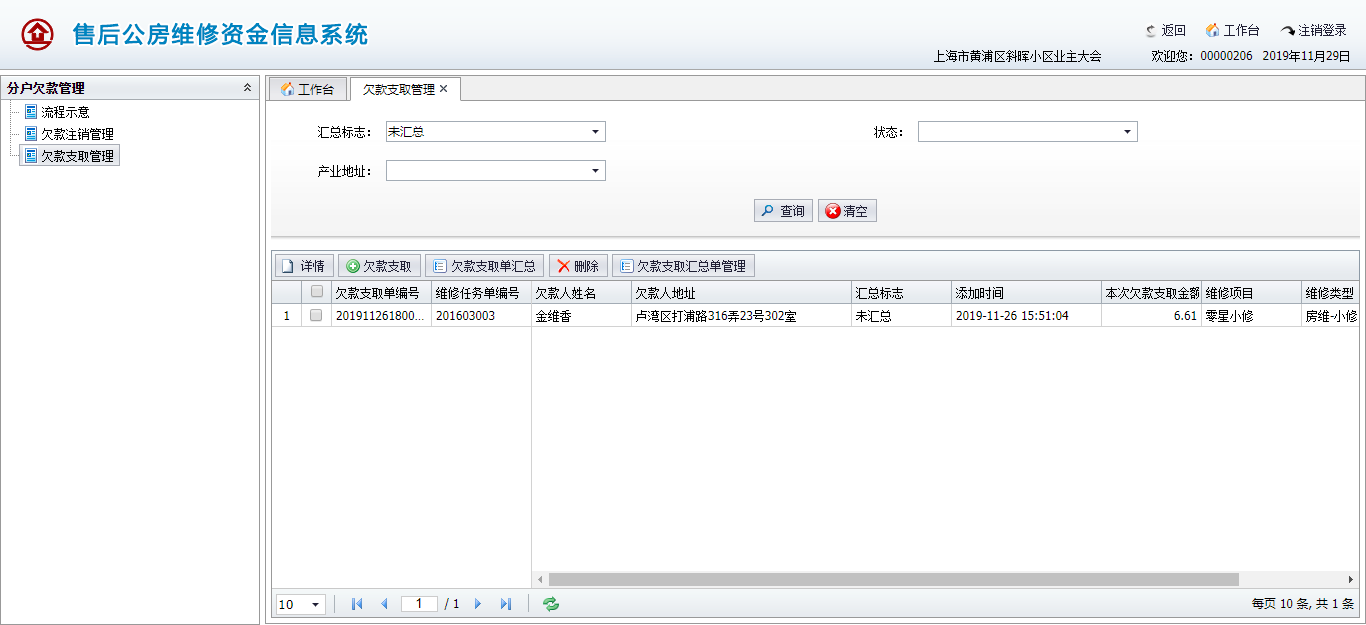 售后公房维修资金信息系统
返回 工作台 注销登录
上海市黄浦区斜晖小区业主大会 欢迎您: 00000206 2019年11月29日
分户欠款管理
流程示意
欠款注销管理
欠款支取管理
工作台 欠款支取管理
汇总标志: 未汇总 状态:
产业地址:
查询 清空
详情 欠款支取 欠款支取单汇总 删除 欠款支取汇总单管理
欠款支取单编号 维修任务单编号 欠款人姓名 欠款人地址 汇总标志 添加时间 本次欠款支取金额 维修项目 维修类型
1 201911261800... 201603003 金维香 卢湾区打浦路316弄23号302室 未汇总 2019-11-26 15:51:04 6.61 零星小修 房维-小修
10 1 / 1 每页 10 条, 共 1 条